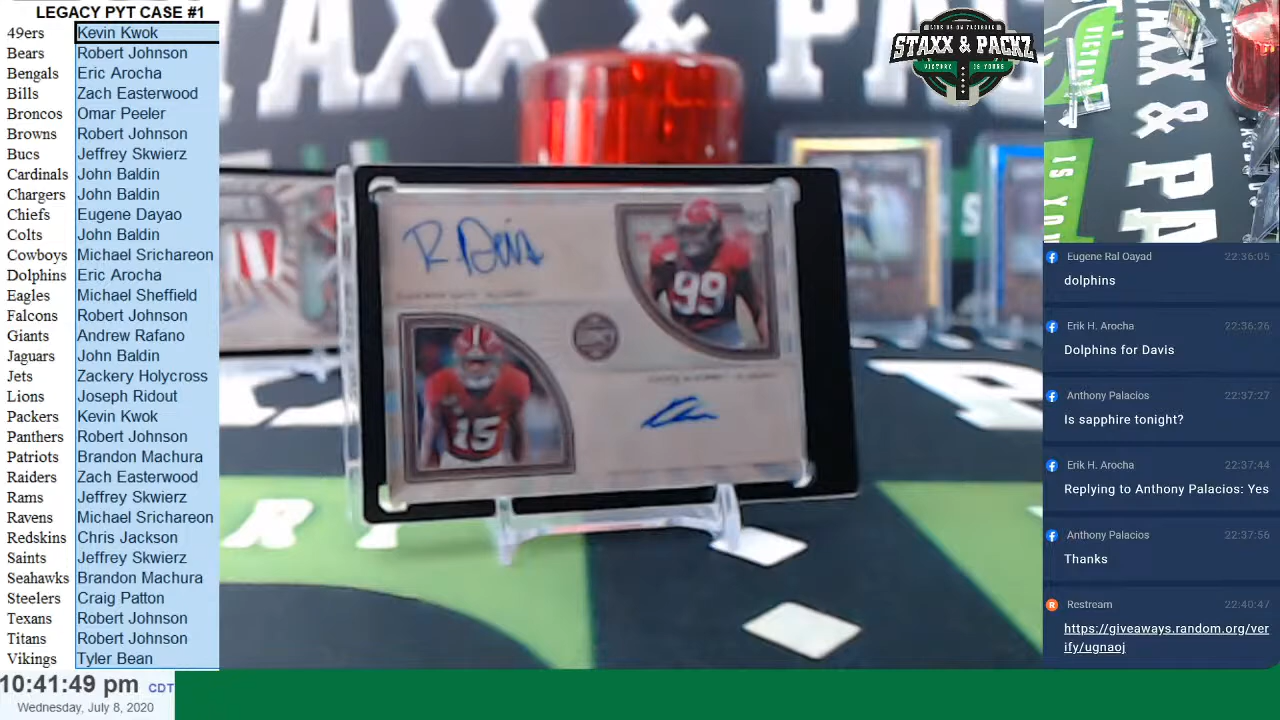 LEGACY PYT CASE #1
49ers Kevin Kwok
Bears Robert Johnson
Bengals Eric Arocha
Bills Zach Easterwood
Broncos Omar Peeler
Browns Robert Johnson
Bucs Jeffrey Skwierz
Cardinals John Baldin
Chargers John Baldin
Chiefs Eugene Dayao
Colts John Baldin
Cowboys Michael Srichareon
Dolphins Eric Arocha
Eagles Michael Sheffield
Falcons Robert Johnson
Giants Andrew Rafano
Jaguars John Baldin
Jets Zackery Holycross
Lions Joseph Ridout
Packers Kevin Kwok
Panthers Robert Johnson
Patriots Brandon Machura
Raiders Zach Easterwood
Rams Jeffrey Skwierz
Ravens Michael Srichareon
Redskins Chris Jackson
Saints Jeffrey Skwierz
Seahawks Brandon Machura
Steelers Craig Patton
Texans Robert Johnson
Titans Robert Johnson
Vikings Tyler Bean
10:41:49 pm CDT
Wednesday, July 8, 2020
STAXX & PACKZ
VICTORY IS YOURS
R Davis
99
15
Eugene Ral Oayad 22:36:05
dolphins
Erik H. Arocha 22:36:26
Dolphins for Davis
Anthony Palacios 22:37:27
Is sapphire tonight?
Erik H. Arocha 22:37:44
Replying to Anthony Palacios: Yes
Anthony Palacios 22:37:56
Thanks
Restream 22:40:47
https://giveaways.random.org/ver
ify/ugnaoj